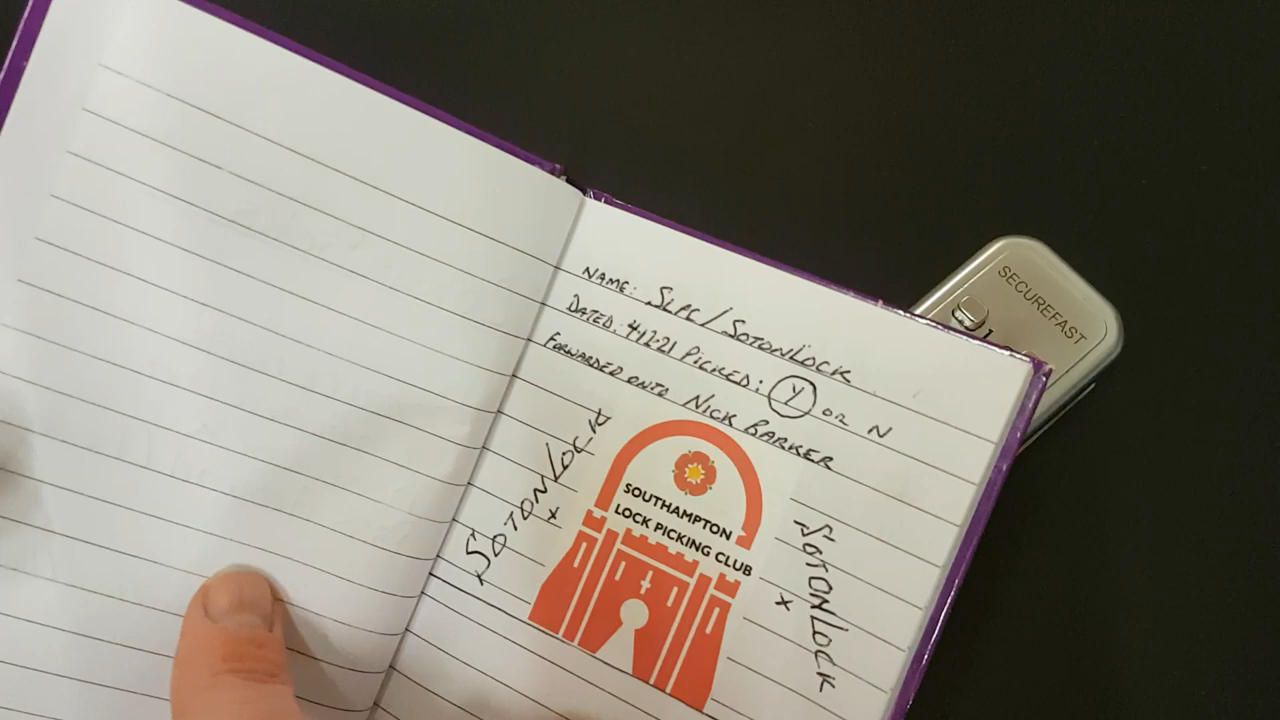 NAME: SLPC/SOTONLOCK
DATED: 4.12.21 PICKED: Y OR N
FORWARDED ONTO NICK BARKER
SOTONLOCK
x
SOUTHAMPTON
LOCK PICKING CLUB
SOTONLOCK
x
SECUREFAST